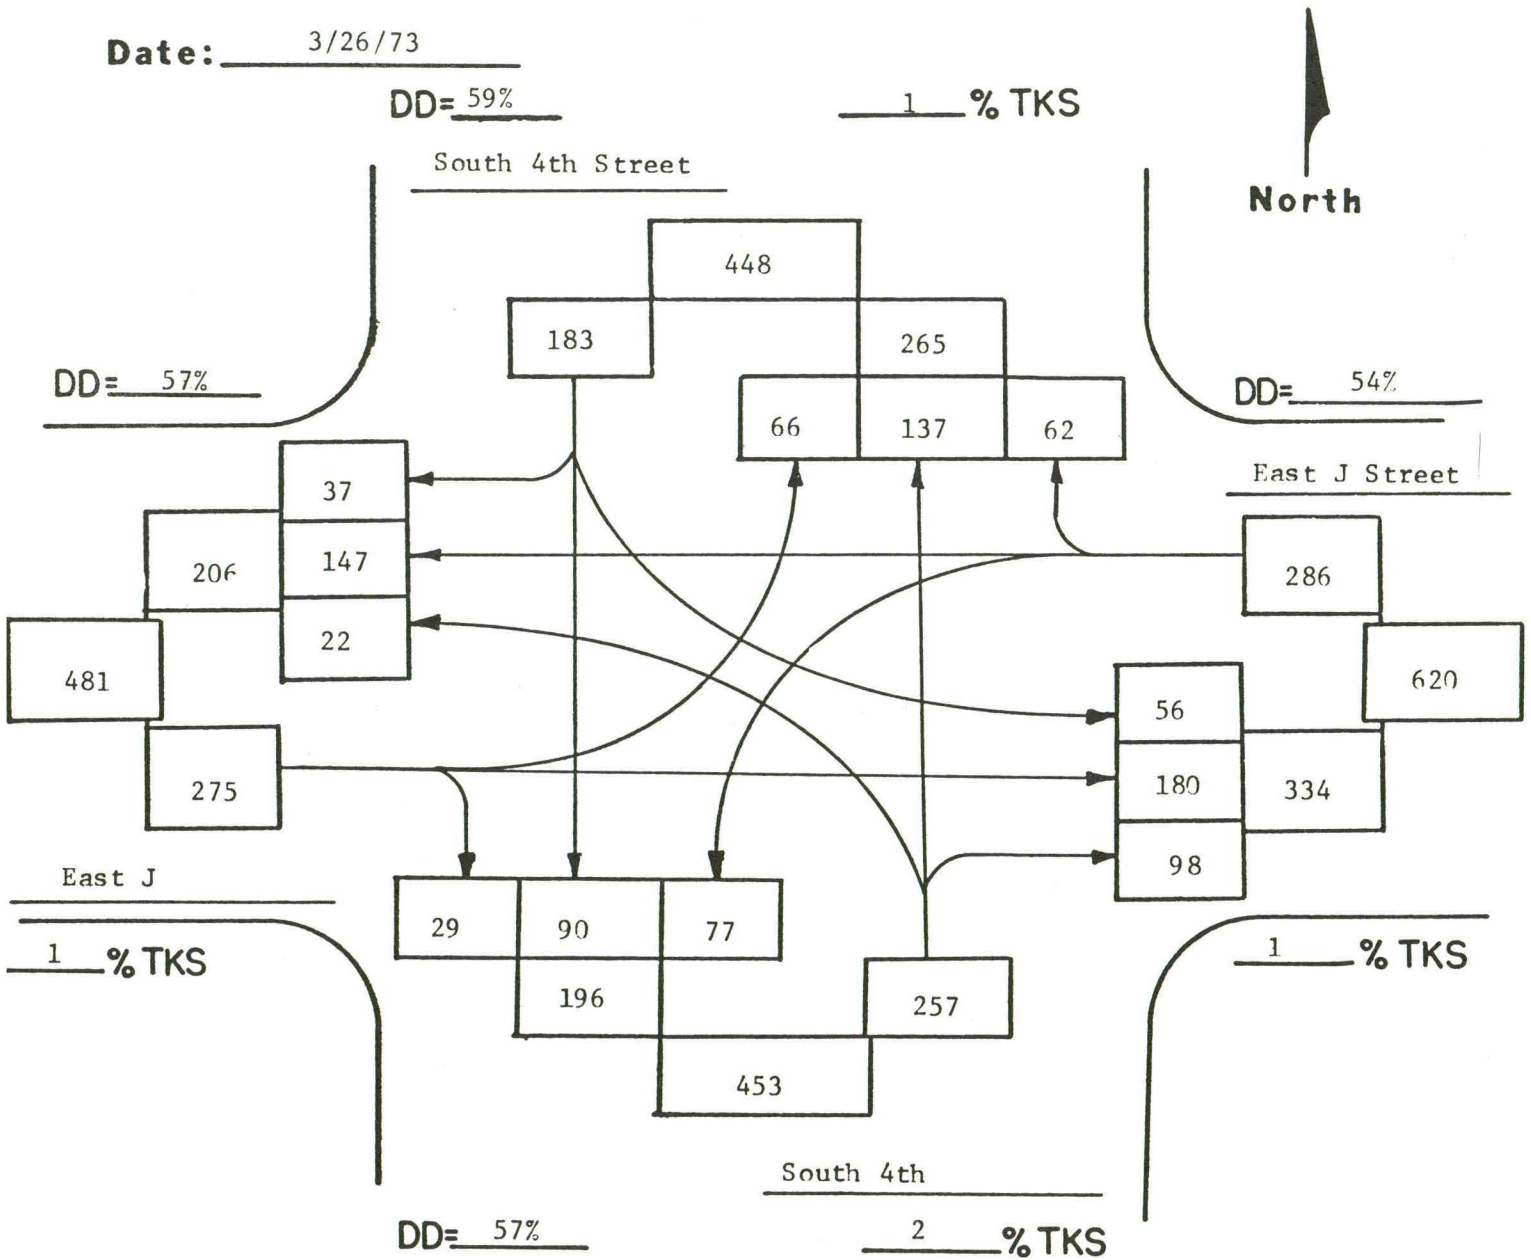 Date: 3/26/73
DD= 59% 1 % TKS
South 4th Street
North
448
183 265
DD= 57% DD= 54%
66 137 62
East J Street
37
206 147 286
22
481 620
56
275 180 334
98
East J
29 90 77
1 % TKS 1 % TKS
196 257
453
South 4th
DD= 57% 2 % TKS